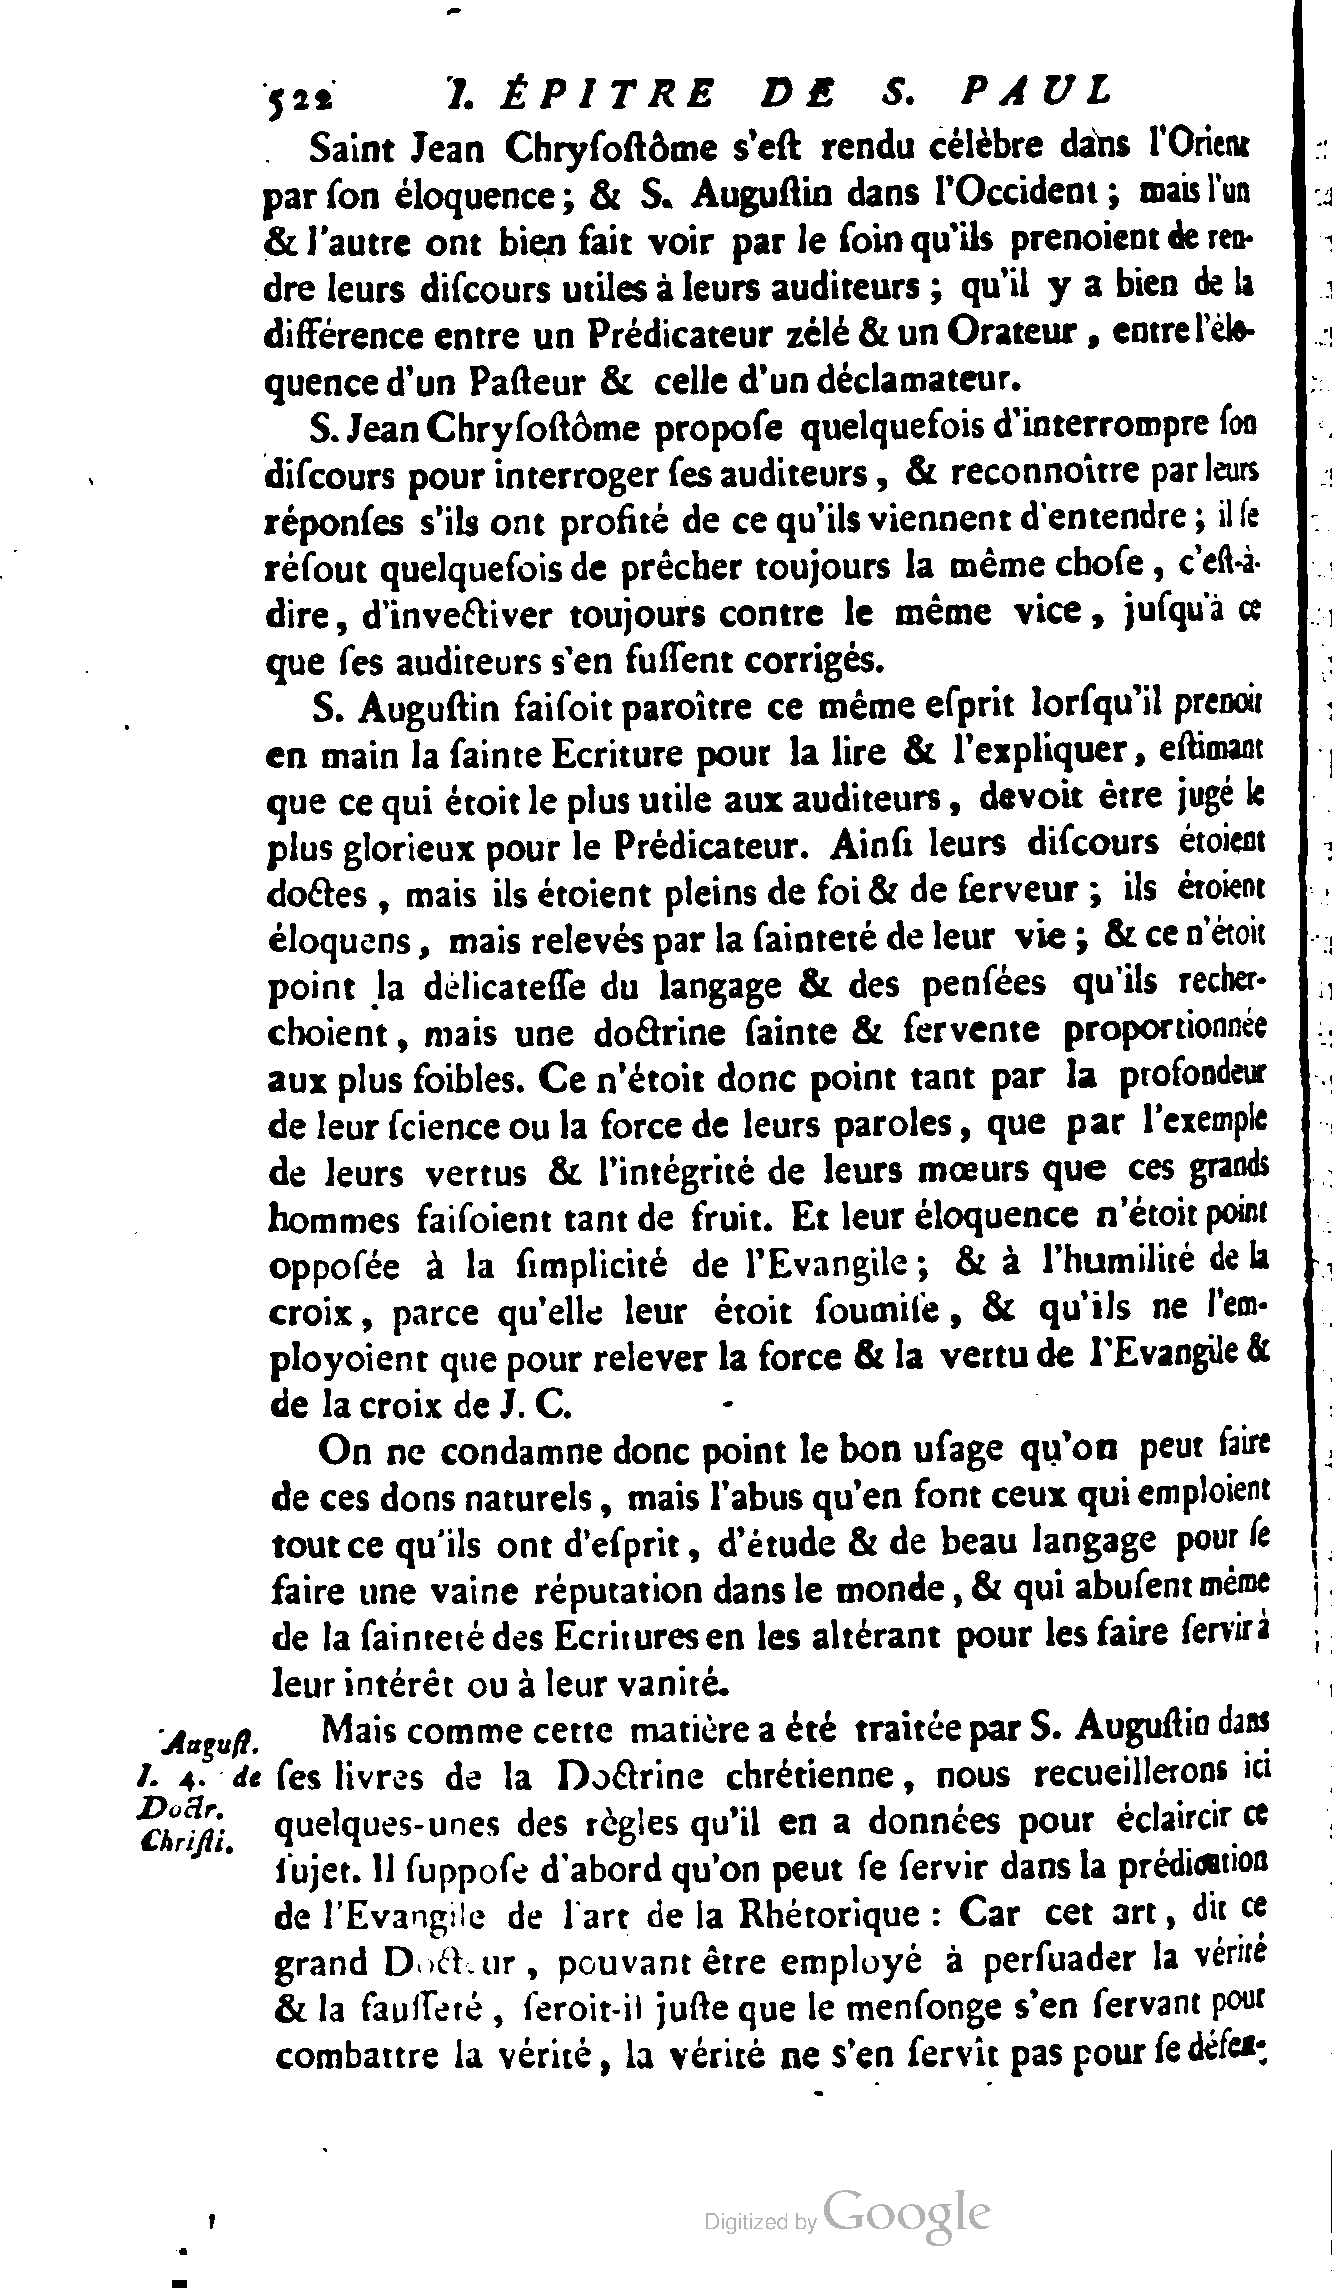 522 I. ÉPITRE DE S. PAUL
Saint Jean Chryſoſtôme s'eſt rendu célèbre dans l'Orient
par ſon éloquence ; & S. Auguſtin dans l'Occident ; mais l'un
& l'autre ont bien fait voir par le ſoin qu'ils prenoient de ren-
dre leurs diſcours utiles à leurs auditeurs ; qu'il y a bien de la
différence entre un Prédicateur zélé & un Orateur , entre l'élo-
quence d'un Paſteur & celle d'un déclamateur.
S. Jean Chryſoſtôme propoſe quelquefois d'interrompre ſon
diſcours pour interroger ſes auditeurs , & reconnoître par leurs
réponſes s'ils ont profité de ce qu'ils viennent d'entendre ; il ſe
réſout quelquefois de prêcher toujours la même choſe , c'eſt-à-
dire, d'invectiver toujours contre le même vice , juſqu'à ce
que ſes auditeurs s'en fuſſent corrigés.
S. Auguſtin faiſoit paroître ce même eſprit lorſqu'il prenoit
en main la ſainte Ecriture pour la lire & l'expliquer , eſtimant
que ce qui étoit le plus utile aux auditeurs , devoit être jugé le
plus glorieux pour le Prédicateur. Ainſi leurs diſcours étoient
doctes , mais ils étoient pleins de foi & de ferveur ; ils étoient
éloquens , mais relevés par la ſainteté de leur vie ; & ce n'étoit
point la délicateſſe du langage & des penſées qu'ils recher-
choient , mais une doctrine ſainte & fervente proportionnée
aux plus foibles. Ce n'étoit donc point tant par la profondeur
de leur ſcience ou la force de leurs paroles , que par l'exemple
de leurs vertus & l'intégrité de leurs mœurs que ces grands
hommes faiſoient tant de fruit. Et leur éloquence n'étoit point
oppoſée à la ſimplicité de l'Evangile ; & à l'humilité de la
croix , parce qu'elle leur étoit ſoumiſe , & qu'ils ne l'em-
ployoient que pour relever la force & la vertu de l'Evangile &
de la croix de J. C.
On ne condamne donc point le bon uſage qu'on peut faire
de ces dons naturels , mais l'abus qu'en font ceux qui emploient
tout ce qu'ils ont d'eſprit , d'étude & de beau langage pour ſe
faire une vaine réputation dans le monde , & qui abuſent même
de la ſainteté des Ecritures en les altérant pour les faire ſervir à
leur intérêt ou à leur vanité.
Mais comme cette matière a été traitée par S. Auguſtin dans
ſes livres de la Doctrine chrétienne , nous recueillerons ici
quelques-unes des règles qu'il en a données pour éclaircir ce
ſujet. Il ſuppoſe d'abord qu'on peut ſe ſervir dans la prédication
de l'Evangile de l'art de la Rhétorique : Car cet art , dit ce
grand Docteur , pouvant être employé à perſuader la vérité
& la fauſſeté , ſeroit-il juſte que le menſonge s'en ſervant pour
combattre la vérité , la vérité ne s'en ſervît pas pour ſe défen-
Auguſt.
l. 4. de
Doctr.
Chriſti.
Digitized by Google